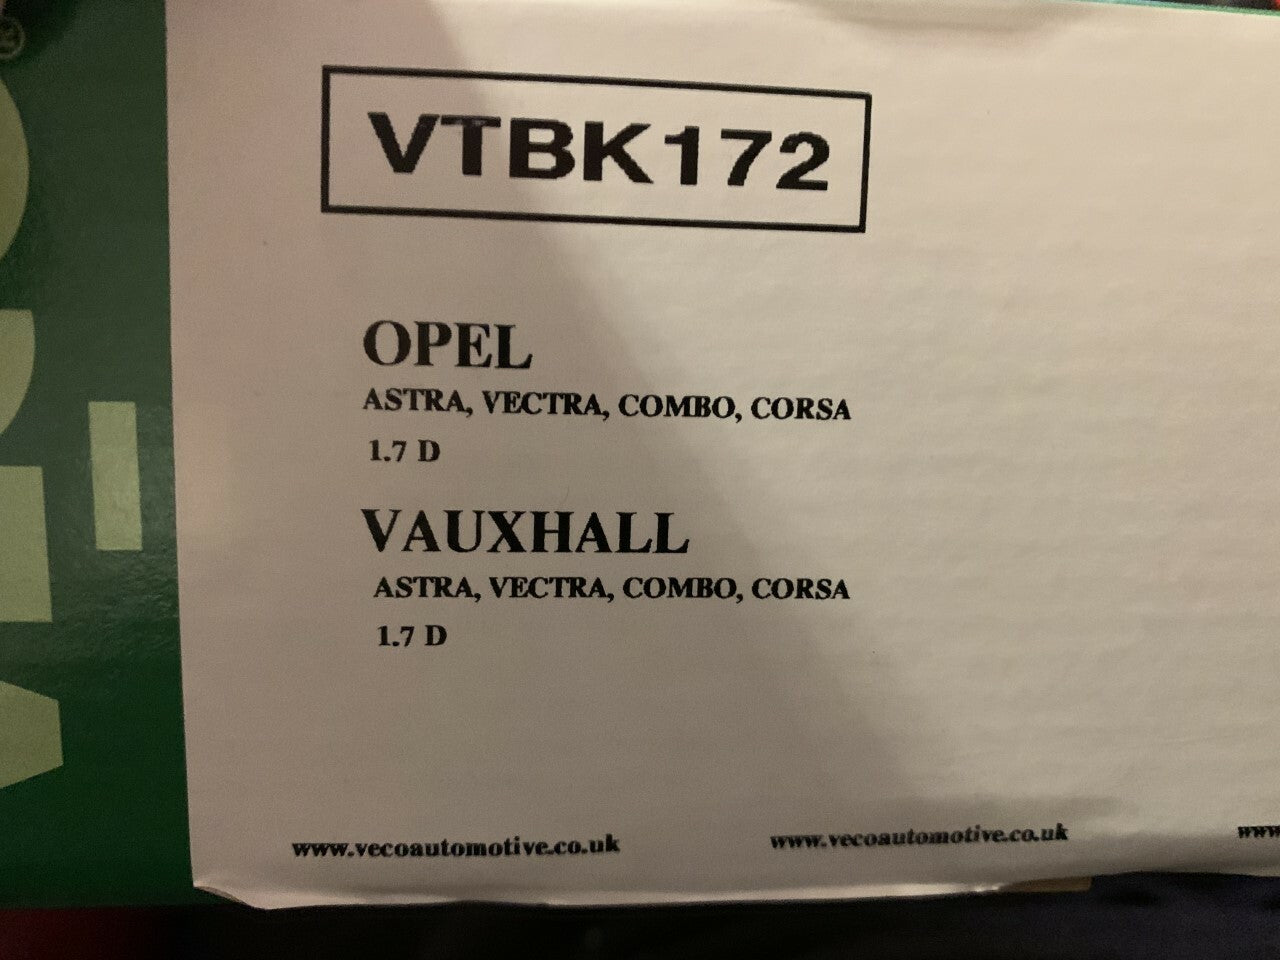 VTBK172
OPEL
ASTRA, VECTRA, COMBO, CORSA
1.7 D
VAUXHALL
ASTRA, VECTRA, COMBO, CORSA
1.7 D
www.vecoautomotive.co.uk www.vecoautomotive.co.uk